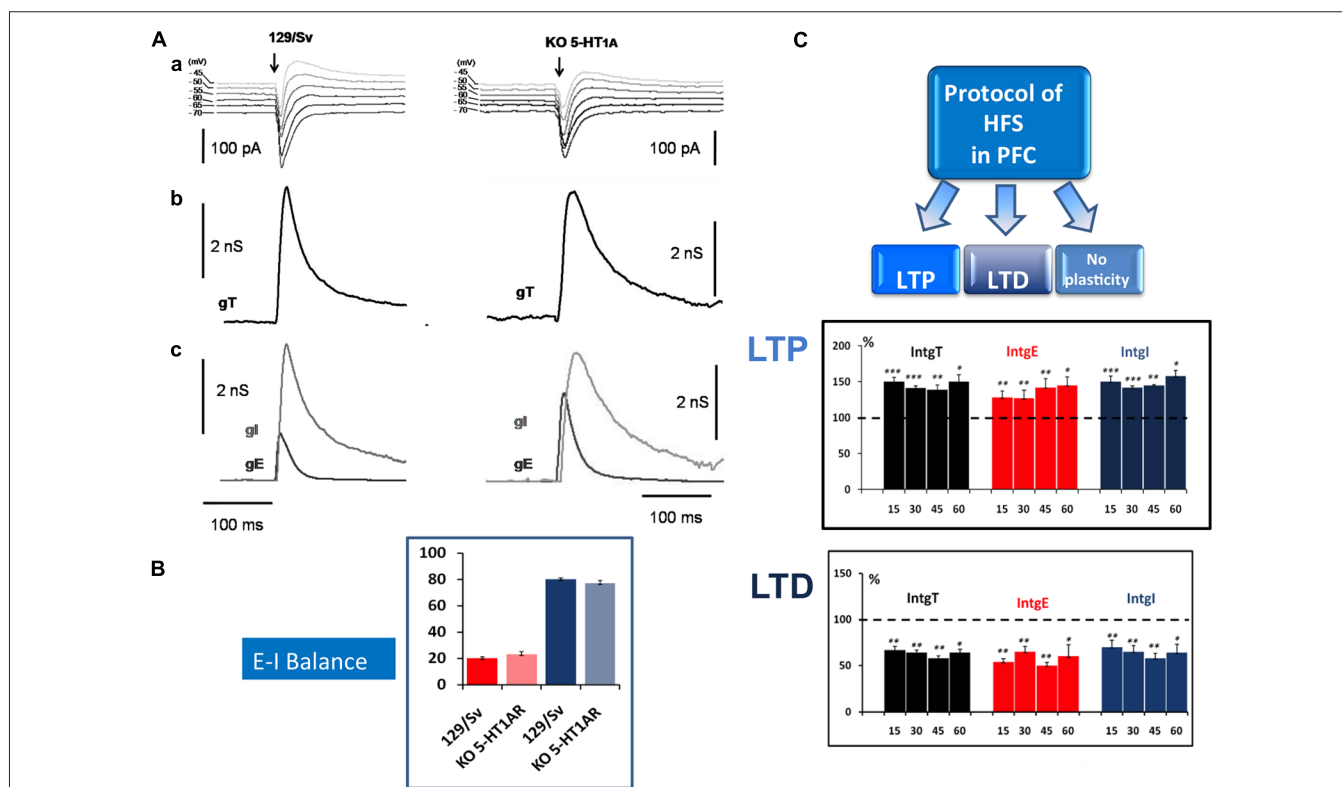 A
129/Sv
KO 5-HT1A
a
(mV)
-45
-50
-55
-60
-65
-70
100 pA
(mV)
-45
-50
-55
-60
-65
-70
100 pA
b
2 nS
gT
gT
2 nS
c
2 nS
gI
gE
gI
gE
2 nS
100 ms
100 ms
B
E-I Balance
100
80
60
40
20
0
129/Sv
KO 5-HT1AR
129/Sv
KO 5-HT1AR
C
Protocol of
HFS
in PFC
LTP
LTD
No
plasticity
LTP
200
150
100
50
0
%
IntgT
IntgE
IntgI
*** *** ** *
** ** ** *
*** *** ** *
15 30 45 60
15 30 45 60
15 30 45 60
LTD
150
100
50
0
%
IntgT
IntgE
IntgI
** ** ** *
** ** ** *
** ** ** *
15 30 45 60
15 30 45 60
15 30 45 60